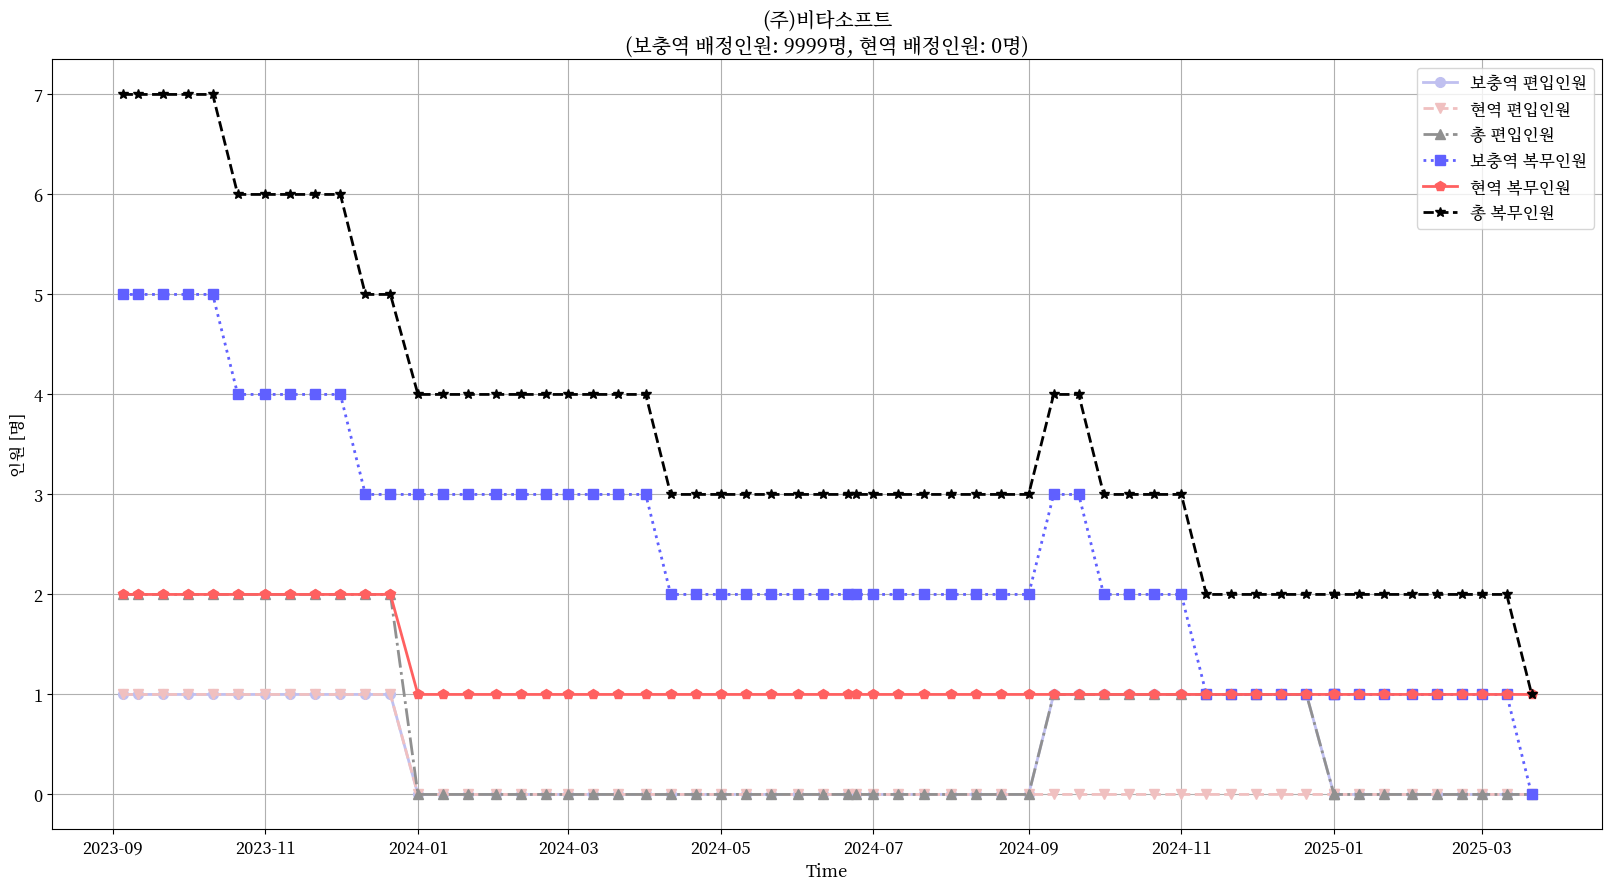 (주)비타소프트
(보충역 배정인원: 9999명, 현역 배정인원: 0명)
보충역 편입인원
현역 편입인원
총 편입인원
보충역 복무인원
현역 복무인원
총 복무인원
인원 [명]
7
6
5
4
3
2
1
0
2023-09 2023-11 2024-01 2024-03 2024-05 2024-07 2024-09 2024-11 2025-01 2025-03
Time